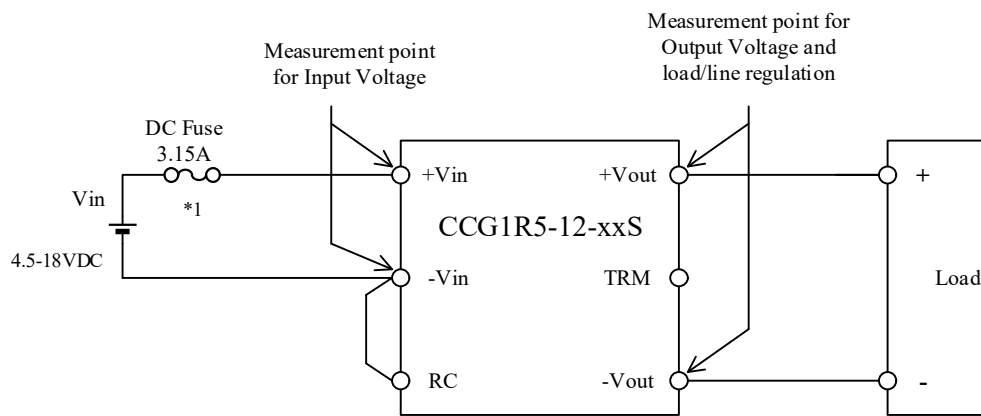 Measurement point
for Input Voltage
Measurement point for
Output Voltage and
load/line regulation
DC Fuse
3.15A
*1
Vin
4.5-18VDC
+Vin
+Vout
CCG1R5-12-xxS
-Vin
TRM
RC
-Vout
+
Load
-